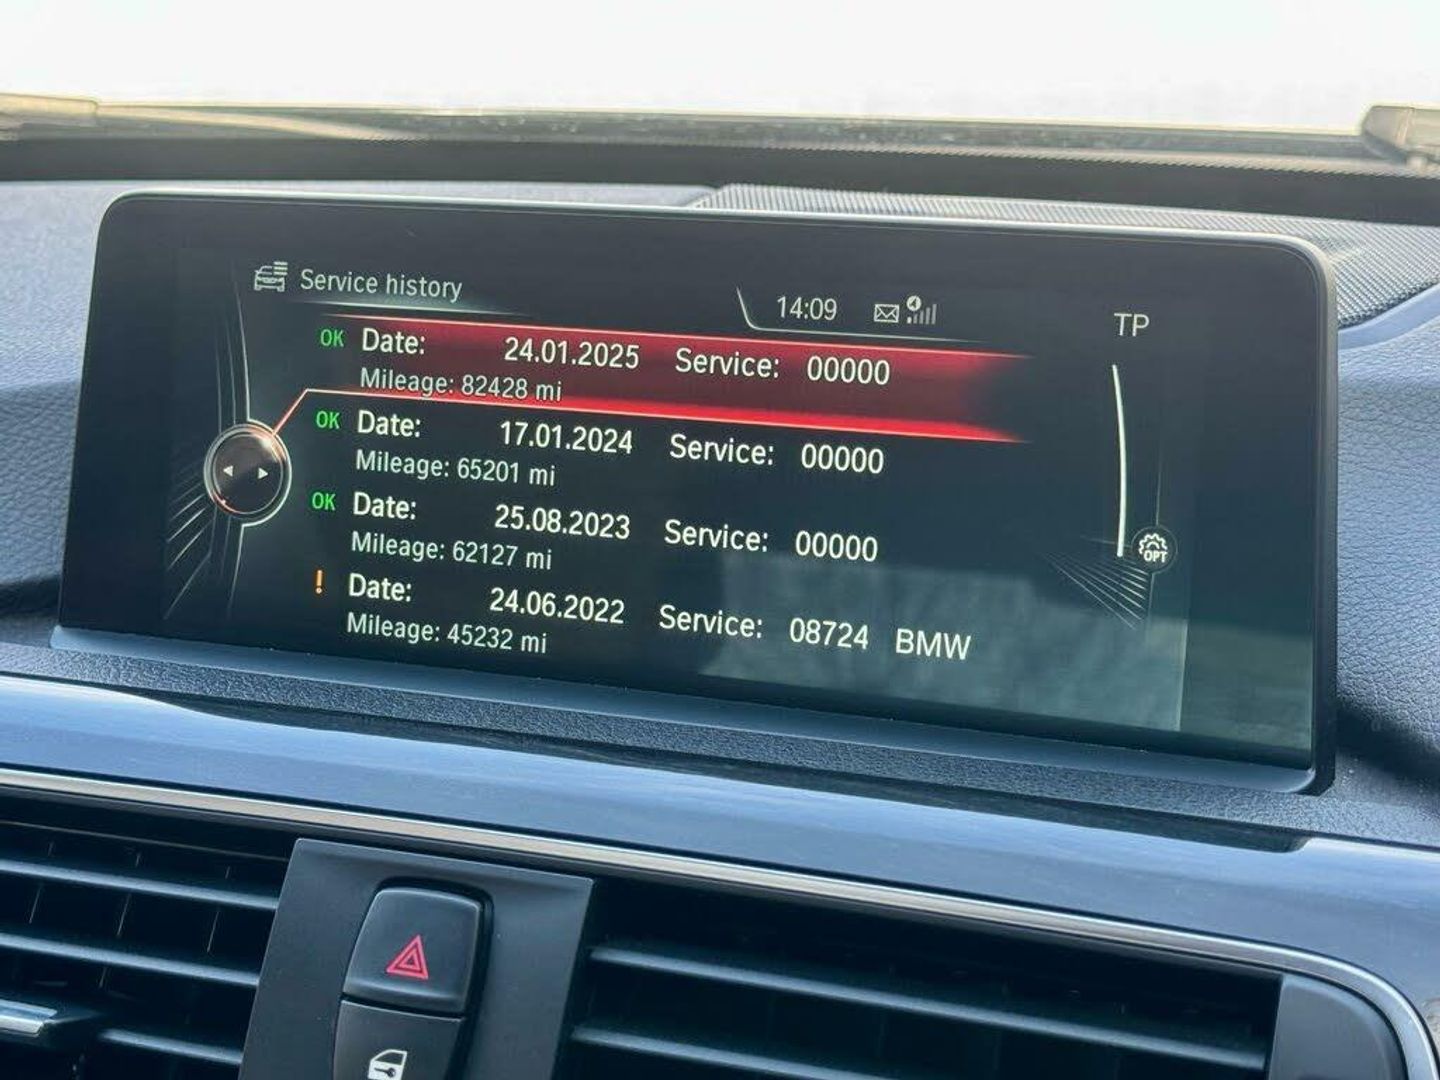 Service history
14:09
TP
OK Date: 24.01.2025 Service: 00000
Mileage: 82428 mi
OK Date: 17.01.2024 Service: 00000
Mileage: 65201 mi
OK Date: 25.08.2023 Service: 00000
Mileage: 62127 mi
! Date: 24.06.2022 Service: 08724 BMW
Mileage: 45232 mi
OPT